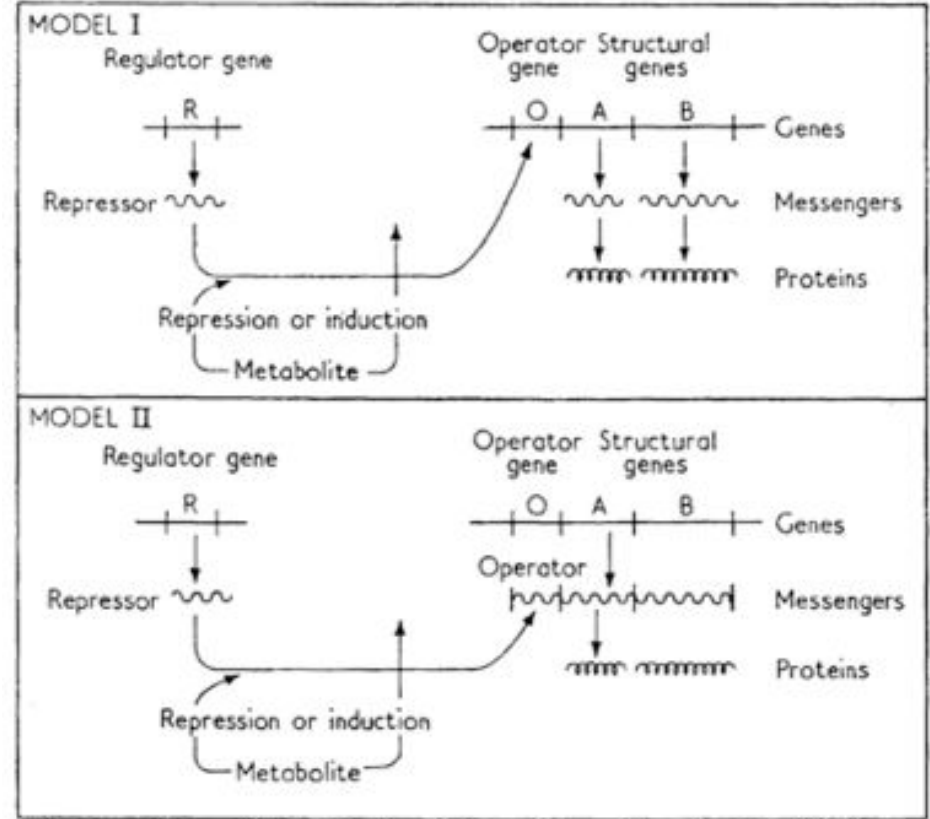 MODEL I
Regulator gene
Operator Structural
gene genes
R
O A B
Genes
Repressor
Messengers
Proteins
Repression or induction
Metabolite
MODEL II
Regulator gene
Operator Structural
gene genes
R
O A B
Genes
Operator
Repressor
Messengers
Proteins
Repression or induction
Metabolite